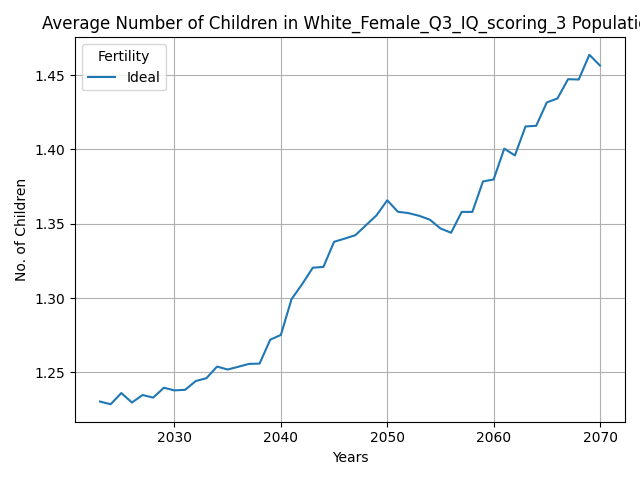 Average Number of Children in White_Female_Q3_IQ_scoring_3 Populatio
Fertility
Ideal
No. of Children
1.45
1.40
1.35
1.30
1.25
2030 2040 2050 2060 2070
Years